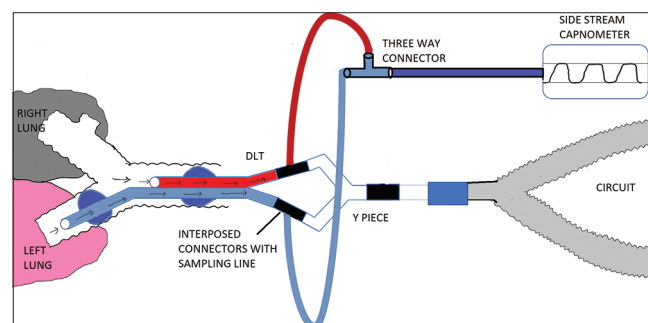 SIDE STREAM
CAPNOMETER
THREE WAY
CONNECTOR
RIGHT
LUNG
DLT
CIRCUIT
Y PIECE
INTERPOSED
CONNECTORS WITH
SAMPLING LINE
LEFT
LUNG